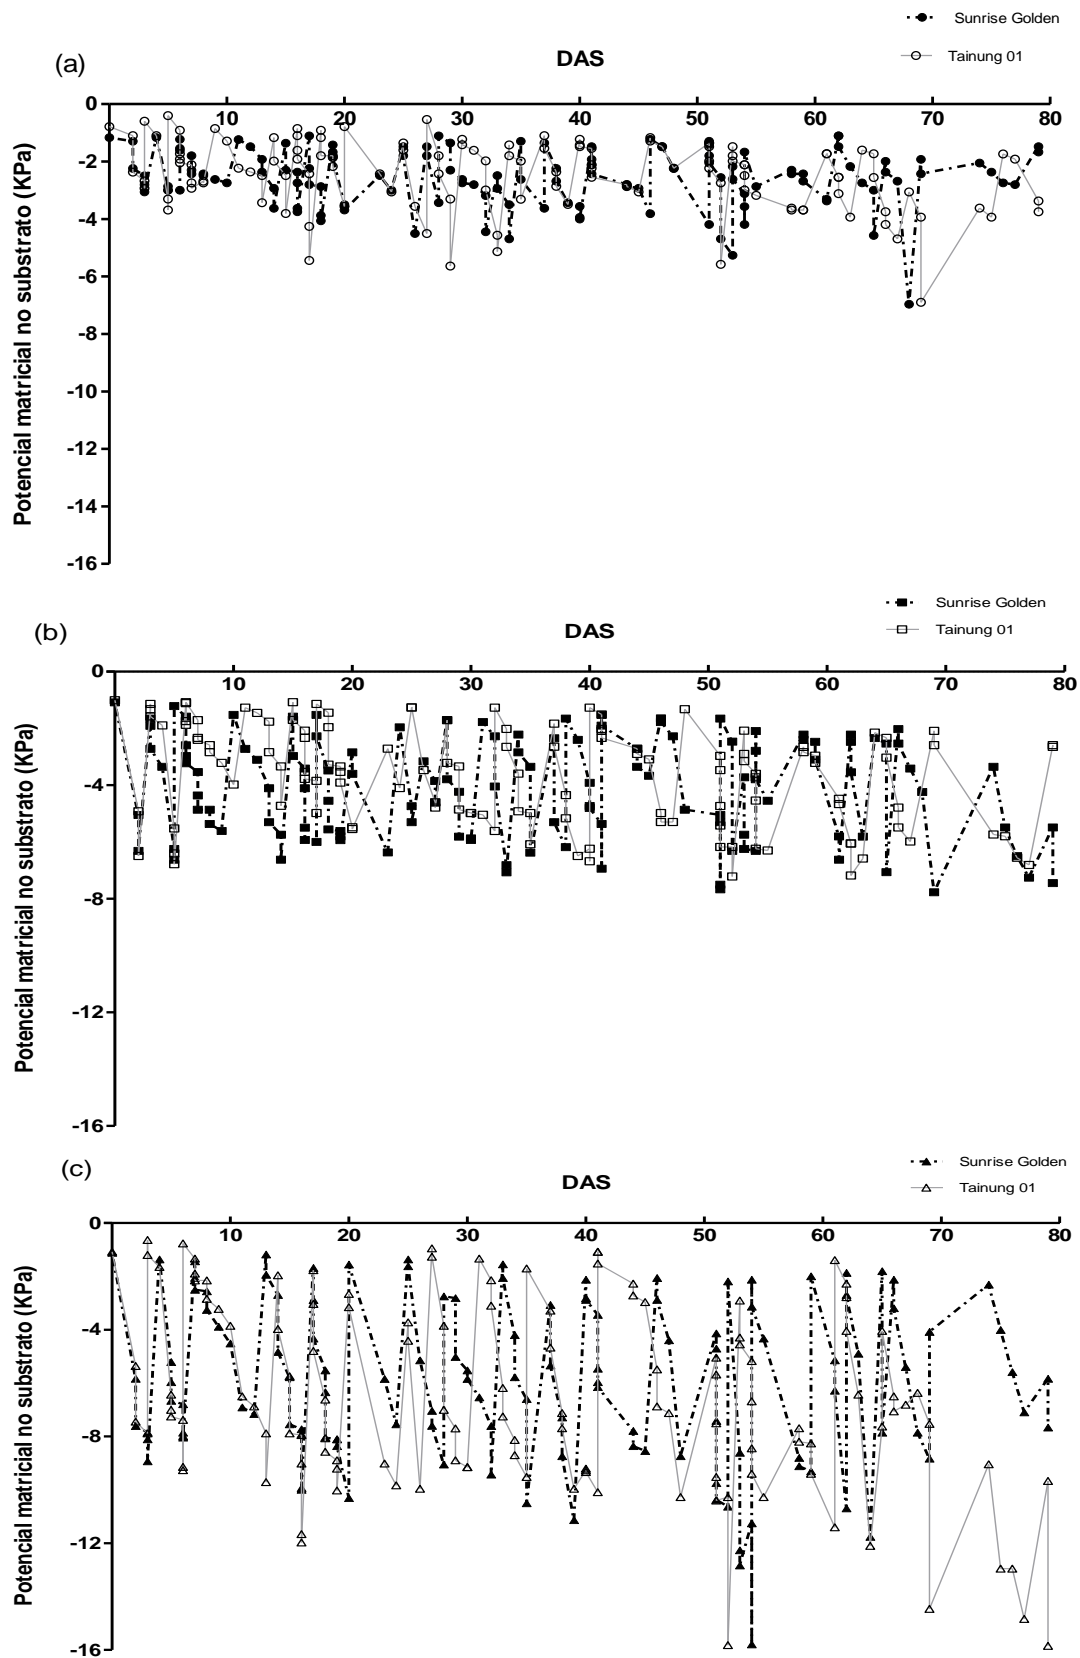 Sunrise Golden
Tainung 01
(a)
DAS
0
10
20
30
40
50
60
70
80
-2
-4
-6
-8
-10
-12
-14
-16
Potencial matricial no substrato (KPa)
Sunrise Golden
Tainung 01
(b)
DAS
0
10
20
30
40
50
60
70
80
-4
-8
-12
-16
Potencial matricial no substrato (KPa)
Sunrise Golden
Tainung 01
(c)
DAS
0
10
20
30
40
50
60
70
80
-4
-8
-12
-16
Potencial matricial no substrato (KPa)